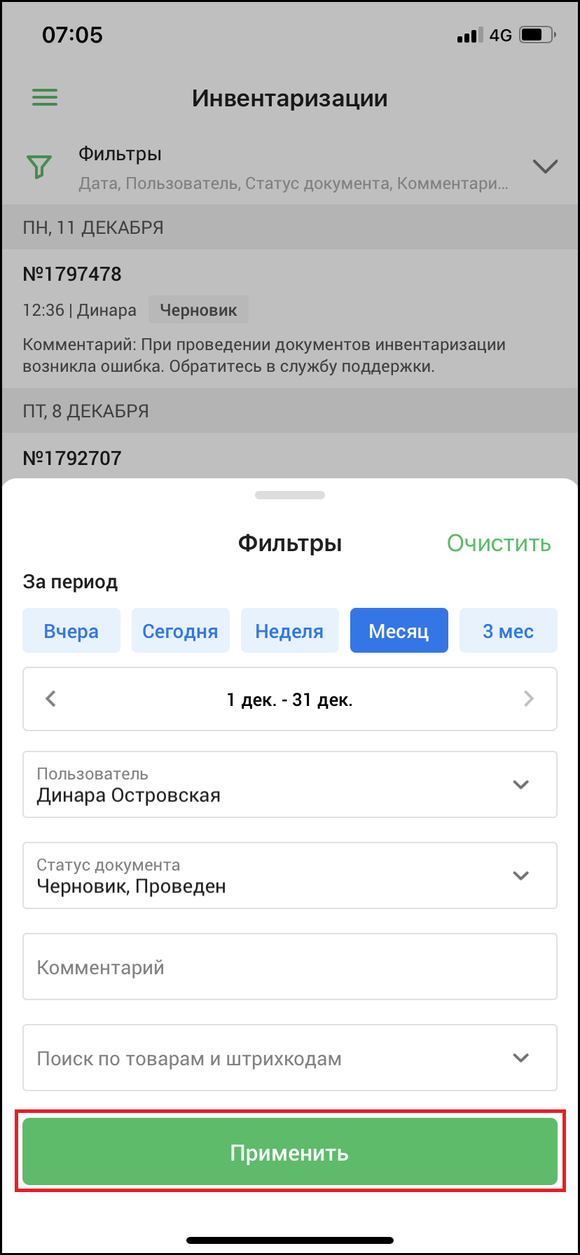 07:05
4G
Инвентаризации
Фильтры
Дата, Пользователь, Статус документа, Комментари...
ПН, 11 ДЕКАБРЯ
№1797478
12:36 | Динара Черновик
Комментарий: При проведении документов инвентаризации
возникла ошибка. Обратитесь в службу поддержки.
ПТ, 8 ДЕКАБРЯ
№1792707
Фильтры
Очистить
За период
Вчера Сегодня Неделя Месяц 3 мес
1 дек. - 31 дек.
Пользователь
Динара Островская
Статус документа
Черновик, Проведен
Комментарий
Поиск по товарам и штрихкодам
Применить